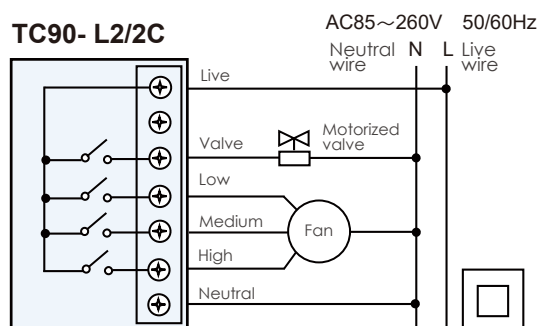 TC90- L2/2C
AC85～260V 50/60Hz
Neutral wire N L Live wire
Live
Valve
Motorized valve
Low
Medium
Fan
High
Neutral